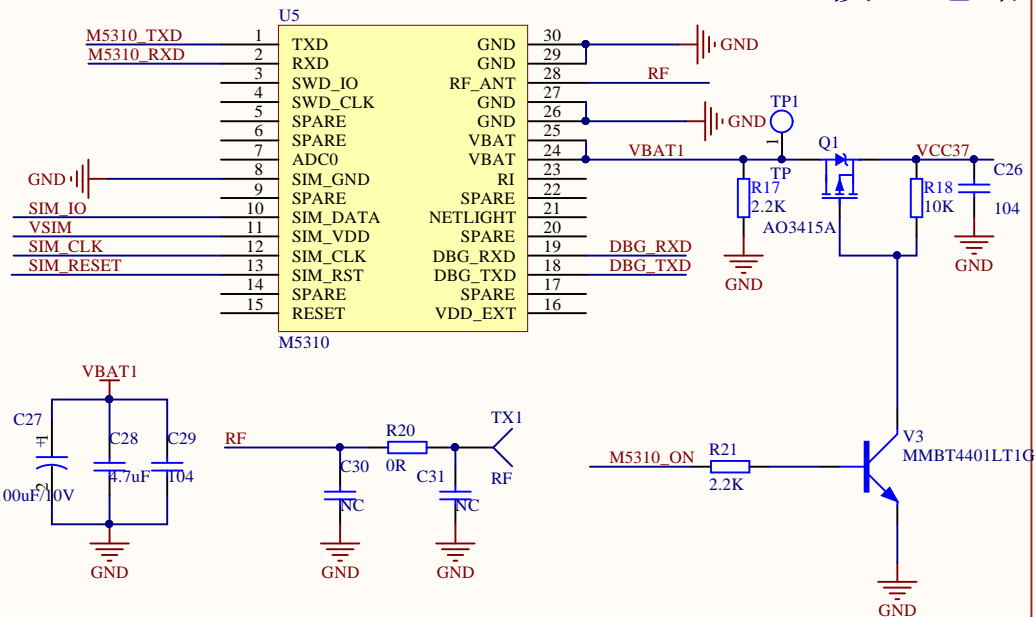 U5
M5310_TXD 1 TXD GND 30 GND
M5310_RXD 2 RXD GND 29
3 SWD_IO RF_ANT 28 RF
4 SWD_CLK GND 27
5 SPARE GND 26 GND
6 SPARE VBAT 25
7 ADC0 VBAT 24 VBAT1
GND 8 SIM_GND RI 23
9 SPARE SPARE 22
SIM_IO 10 SIM_DATA NETLIGHT 21
VSIM 11 SIM_VDD SPARE 20
SIM_CLK 12 SIM_CLK DBG_RXD 19 DBG_RXD
SIM_RESET 13 SIM_RST DBG_TXD 18 DBG_TXD
14 SPARE SPARE 17
15 RESET VDD_EXT 16
M5310
TP1
1
TP
Q1
AO3415A
VCC37
R17
2.2K
GND
R18
10K
C26
104
GND
VBAT1
C27
+1
2
00uF/10V
C28
4.7uF
C29
104
GND
RF
C30
NC
GND
R20
0R
C31
NC
GND
TX1
RF
M5310_ON
R21
2.2K
V3
MMBT4401LT1G
GND